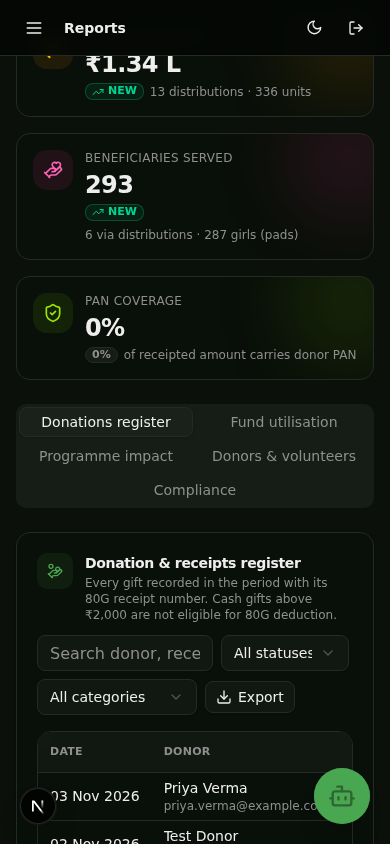 Reports
₹1.34 L
NEW 13 distributions · 336 units
BENEFICIARIES SERVED
293
NEW
6 via distributions · 287 girls (pads)
PAN COVERAGE
0%
0% of receipted amount carries donor PAN
Donations register Fund utilisation
Programme impact Donors & volunteers
Compliance
Donation & receipts register
Every gift recorded in the period with its
80G receipt number. Cash gifts above
₹2,000 are not eligible for 80G deduction.
Search donor, rece All statuses
All categories Export
DATE DONOR
03 Nov 2026 Priya Verma
priya.verma@example.co
02 Nov 2026 Test Donor
N